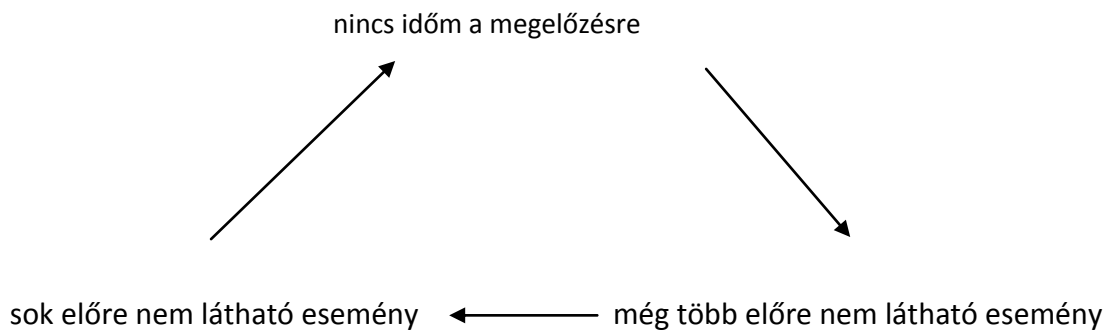 nincs időm a megelőzésre
sok előre nem látható esemény
még több előre nem látható esemény